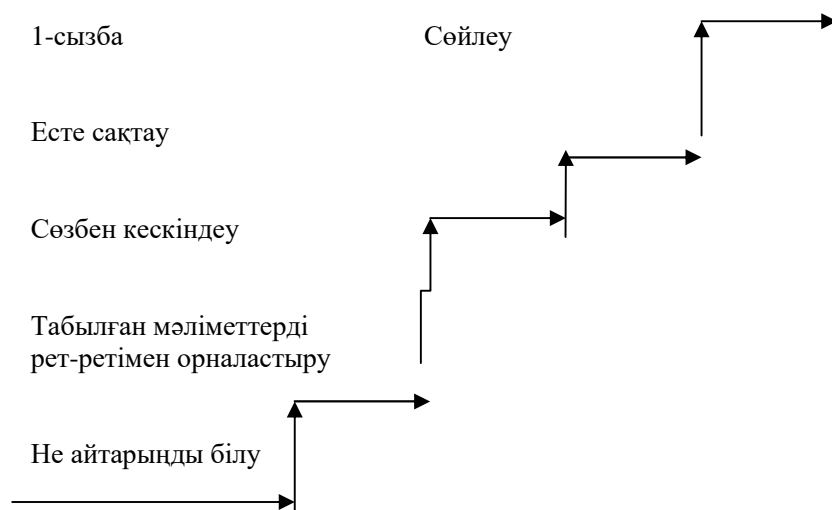 1-сызба Сөйлеу
Есте сақтау
Сөзбен кескіндеу
Табылған мәліметтерді
рет-ретімен орналастыру
Не айтарыңды білу